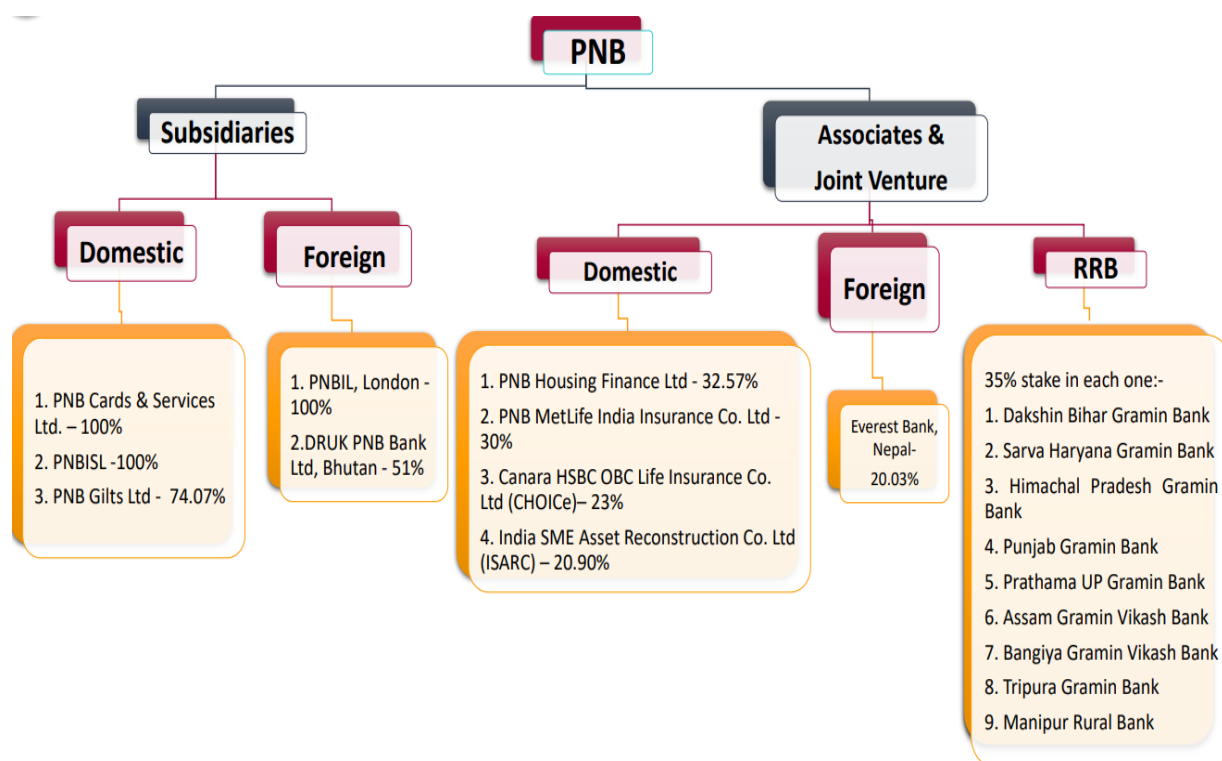 PNB
Subsidiaries
Associates &
Joint Venture
Domestic
Foreign
Domestic
Foreign
RRB
1. PNB Cards & Services
Ltd. – 100%
2. PNBISL -100%
3. PNB Gilts Ltd - 74.07%
1. PNBIL, London -
100%
2.DRUK PNB Bank
Ltd, Bhutan - 51%
1. PNB Housing Finance Ltd - 32.57%
2. PNB MetLife India Insurance Co. Ltd -
30%
3. Canara HSBC OBC Life Insurance Co.
Ltd (CHOICe)– 23%
4. India SME Asset Reconstruction Co. Ltd
(ISARC) – 20.90%
Everest Bank,
Nepal-
20.03%
35% stake in each one:-
1. Dakshin Bihar Gramin Bank
2. Sarva Haryana Gramin Bank
3. Himachal Pradesh Gramin
Bank
4. Punjab Gramin Bank
5. Prathama UP Gramin Bank
6. Assam Gramin Vikash Bank
7. Bangiya Gramin Vikash Bank
8. Tripura Gramin Bank
9. Manipur Rural Bank